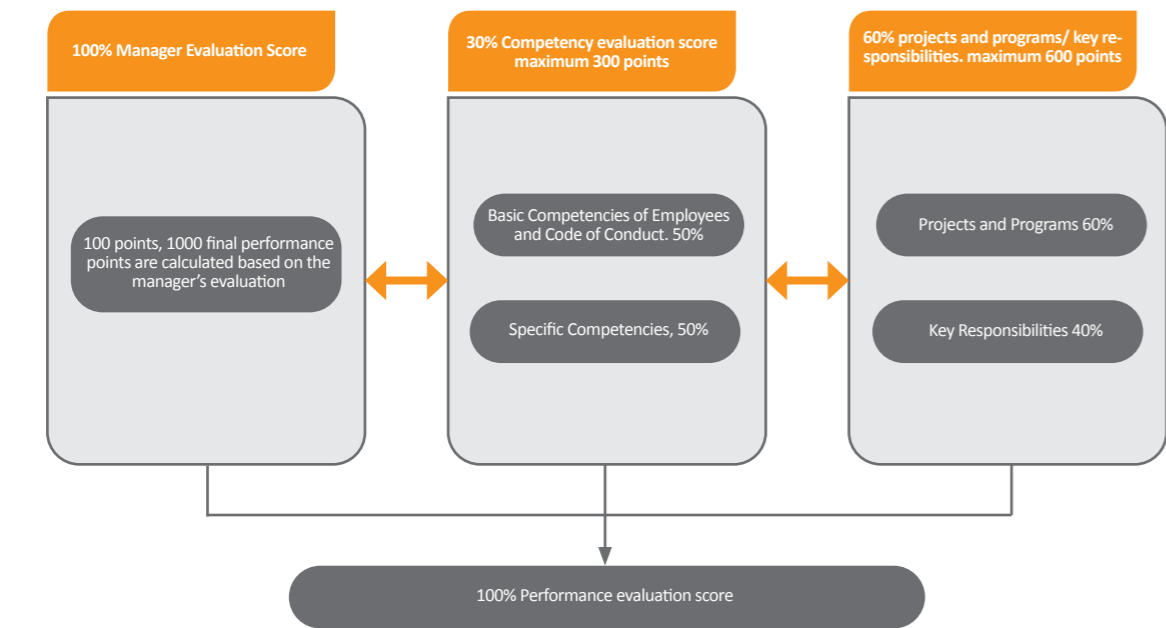 100% Manager Evaluation Score
30% Competency evaluation score
maximum 300 points
60% projects and programs/ key re-
sponsibilities. maximum 600 points
100 points, 1000 final performance
points are calculated based on the
manager’s evaluation
Basic Competencies of Employees
and Code of Conduct. 50%
Specific Competencies, 50%
Projects and Programs 60%
Key Responsibilities 40%
100% Performance evaluation score